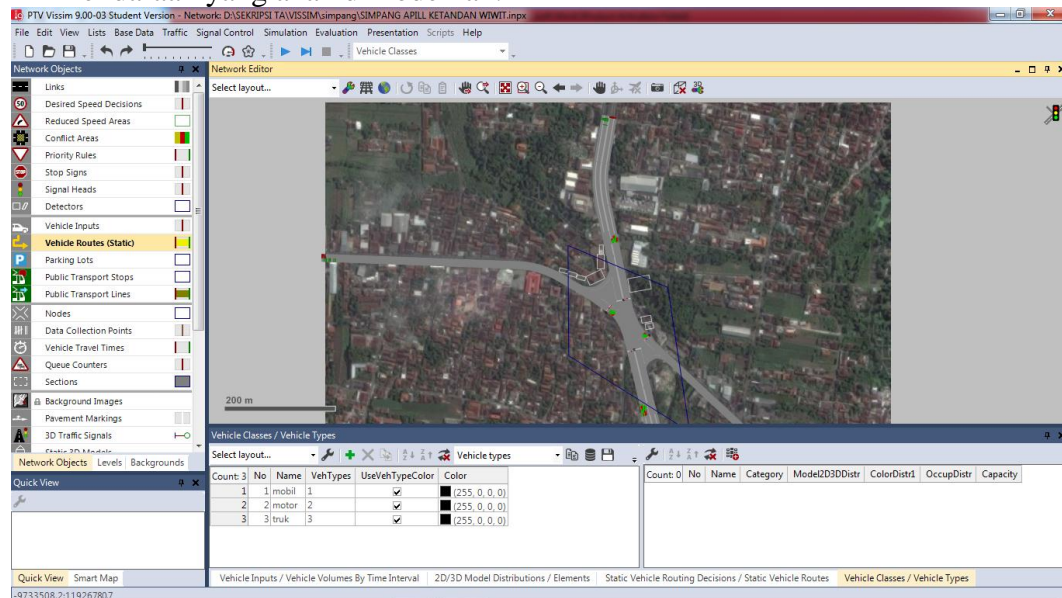 PTV Vissim 9.00-03 Student Version - Network: D:\SEKRIPSI TA\VISSIM\simpang\SIMPANG APILL KETANDAN WIWIT.inpx
File Edit View Lists Base Data Traffic Signal Control Simulation Evaluation Presentation Scripts Help
Vehicle Classes
Network Objects
Network Editor
Select layout...
Links
Desired Speed Decisions
Reduced Speed Areas
Conflict Areas
Priority Rules
Stop Signs
Signal Heads
Detectors
Vehicle Inputs
Vehicle Routes (Static)
Parking Lots
Public Transport Stops
Public Transport Lines
Nodes
Data Collection Points
Vehicle Travel Times
Queue Counters
Sections
Background Images
Pavement Markings
3D Traffic Signals
Static 3D Models
Network Objects Levels Backgrounds
200 m
Quick View
Quick View Smart Map
Vehicle Classes / Vehicle Types
Select layout... Vehicle types
Count: 3 No Name VehTypes UseVehTypeColor Color
1 1 mobil 1 (255, 0, 0, 0)
2 2 motor 2 (255, 0, 0, 0)
3 3 truk 3 (255, 0, 0, 0)
Count: 0 No Name Category Model2D3DDistr ColorDistr1 OccupDistr Capacity
Vehicle Inputs / Vehicle Volumes By Time Interval 2D/3D Model Distributions / Elements Static Vehicle Routing Decisions / Static Vehicle Routes Vehicle Classes / Vehicle Types
-9733508.2:1192678.0.7